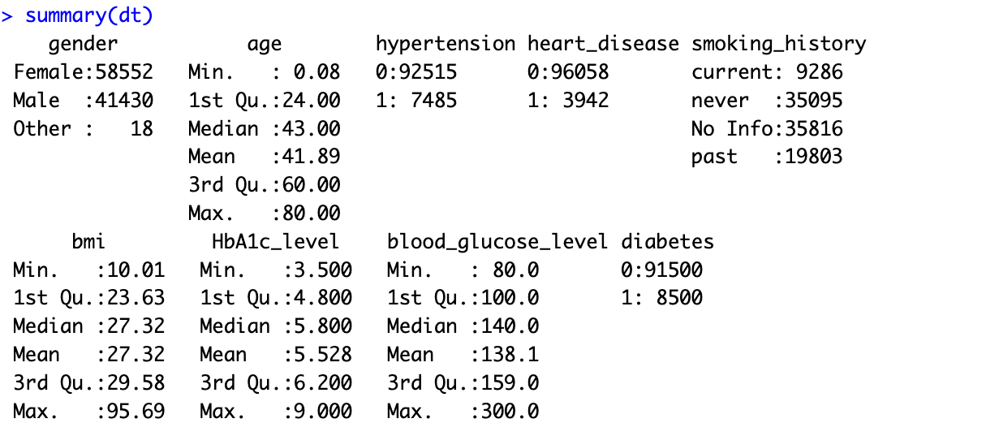 > summary(dt)
    gender           age         hypertension heart_disease smoking_history
 Female:58552   Min.   : 0.08   0:92515      0:96058       current: 9286
 Male  :41430   1st Qu.:24.00   1: 7485      1: 3942       never  :35095
 Other :   18   Median :43.00                              No Info:35816
                Mean   :41.89                              past   :19803
                3rd Qu.:60.00
                Max.   :80.00
      bmi          HbA1c_level    blood_glucose_level diabetes
 Min.   :10.01   Min.   :3.500   Min.   : 80.0       0:91500
 1st Qu.:23.63   1st Qu.:4.800   1st Qu.:100.0       1: 8500
 Median :27.32   Median :5.800   Median :140.0
 Mean   :27.32   Mean   :5.528   Mean   :138.1
 3rd Qu.:29.58   3rd Qu.:6.200   3rd Qu.:159.0
 Max.   :95.69   Max.   :9.000   Max.   :300.0